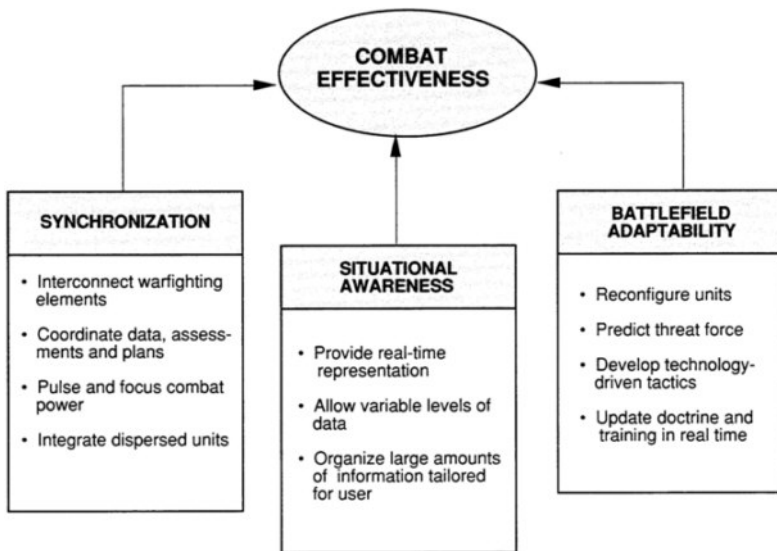 COMBAT
EFFECTIVENESS
SYNCHRONIZATION
• Interconnect warfighting
elements
• Coordinate data, assess-
ments and plans
• Pulse and focus combat
power
• Integrate dispersed units
SITUATIONAL
AWARENESS
• Provide real-time
representation
• Allow variable levels of
data
• Organize large amounts
of information tailored
for user
BATTLEFIELD
ADAPTABILITY
• Reconfigure units
• Predict threat force
• Develop technology-
driven tactics
• Update doctrine and
training in real time